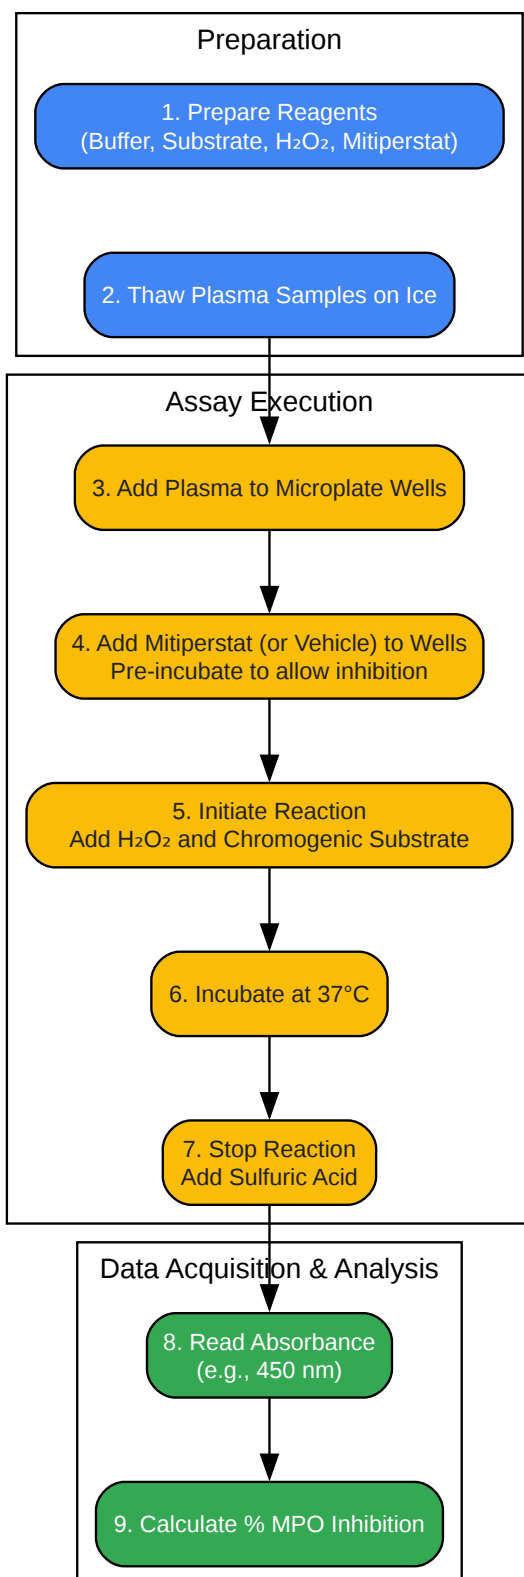 Preparation
1. Prepare Reagents
(Buffer, Substrate, H₂O₂, Mitiperstat)
2. Thaw Plasma Samples on Ice
Assay Execution
3. Add Plasma to Microplate Wells
4. Add Mitiperstat (or Vehicle) to Wells
Pre-incubate to allow inhibition
5. Initiate Reaction
Add H₂O₂ and Chromogenic Substrate
6. Incubate at 37°C
7. Stop Reaction
Add Sulfuric Acid
Data Acquisition & Analysis
8. Read Absorbance
(e.g., 450 nm)
9. Calculate % MPO Inhibition